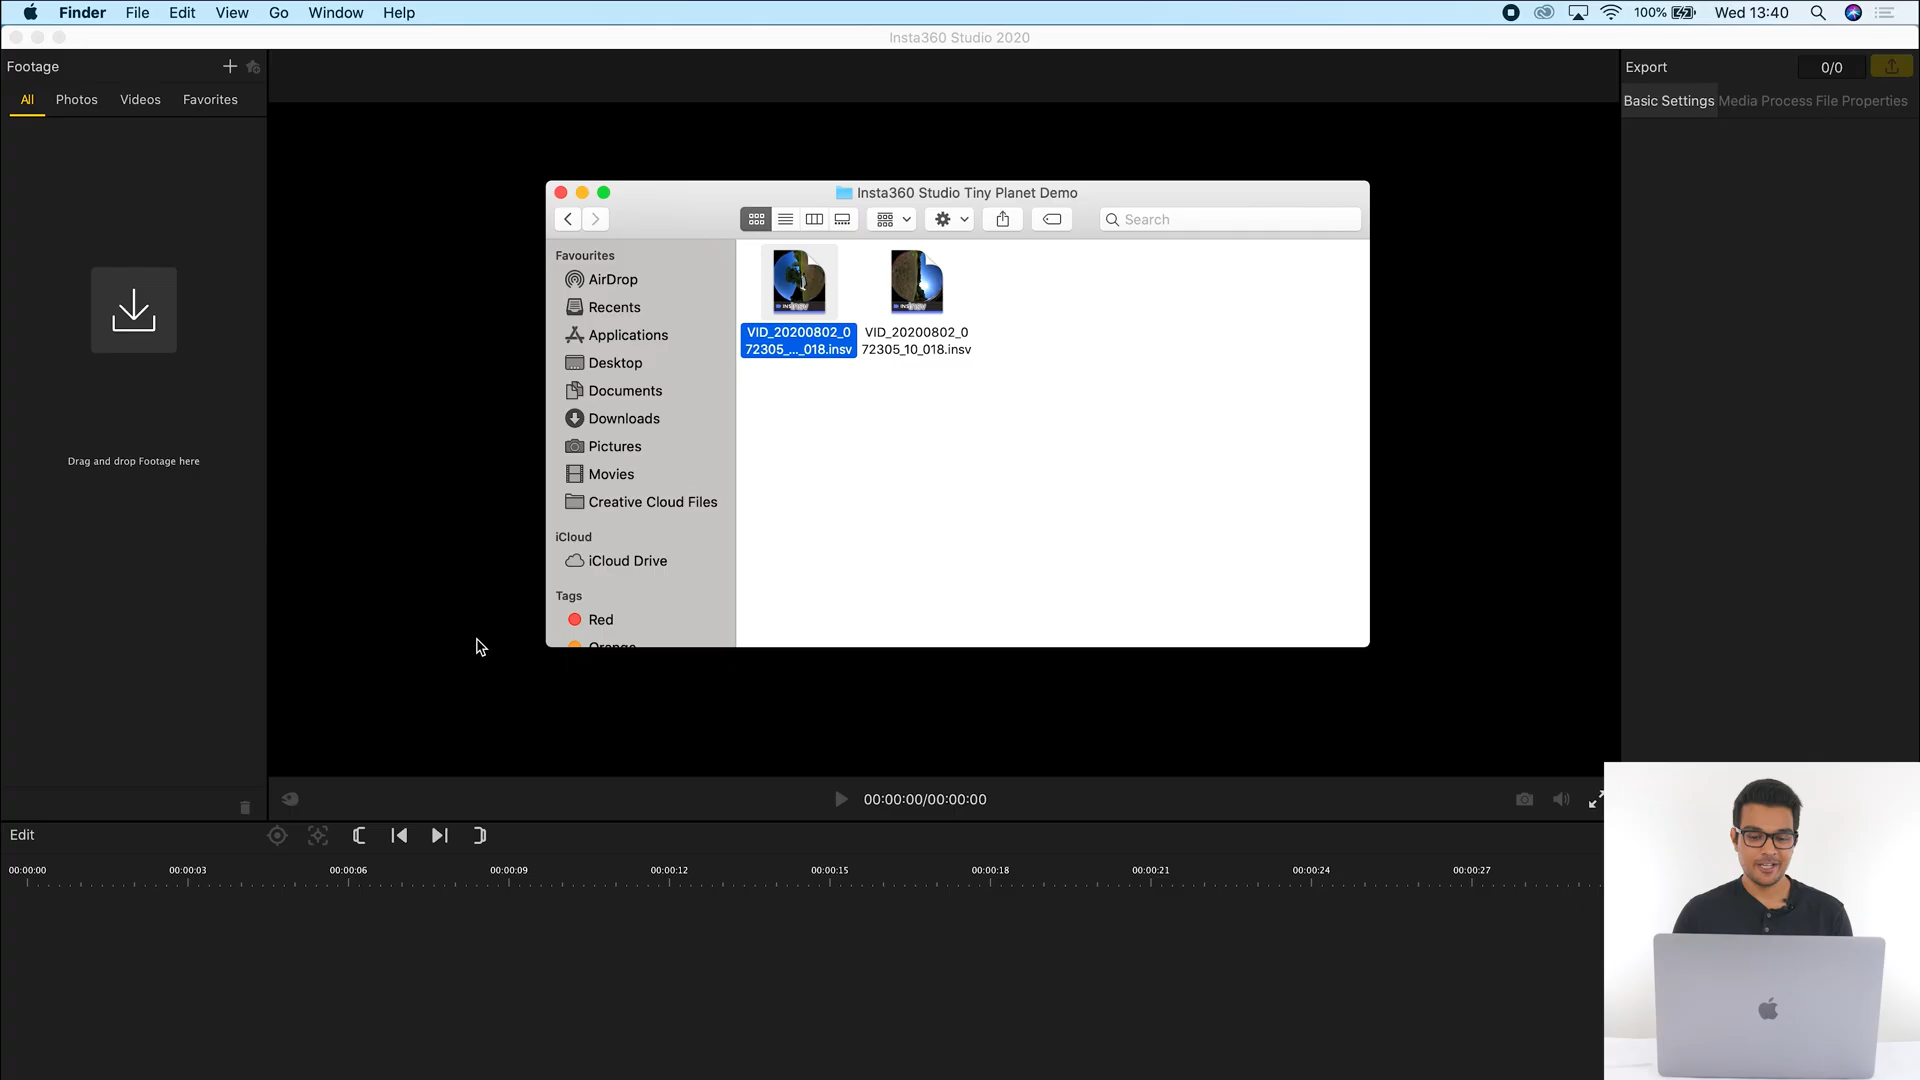 Finder File Edit View Go Window Help 100% Wed 13:40
Insta360 Studio 2020
Footage
All Photos Videos Favorites
Drag and drop Footage here
Export 0/0
Basic Settings Media Process File Properties
Insta360 Studio Tiny Planet Demo
Search
Favourites
AirDrop
Recents
Applications
Desktop
Documents
Downloads
Pictures
Movies
Creative Cloud Files
iCloud
iCloud Drive
Tags
Red
Orange
VID_20200802_0
72305_..._018.insv
VID_20200802_0
72305_10_018.insv
00:00:00/00:00:00
Edit
00:00:00 00:00:03 00:00:06 00:00:09 00:00:12 00:00:15 00:00:18 00:00:21 00:00:24 00:00:27